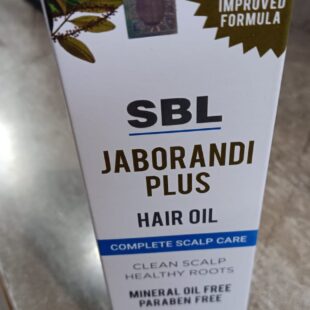 IMPROVED
FORMULA
SBL
JABORANDI
PLUS
HAIR OIL
COMPLETE SCALP CARE
CLEAN SCALP
HEALTHY ROOTS
MINERAL OIL FREE
PARABEN FREE